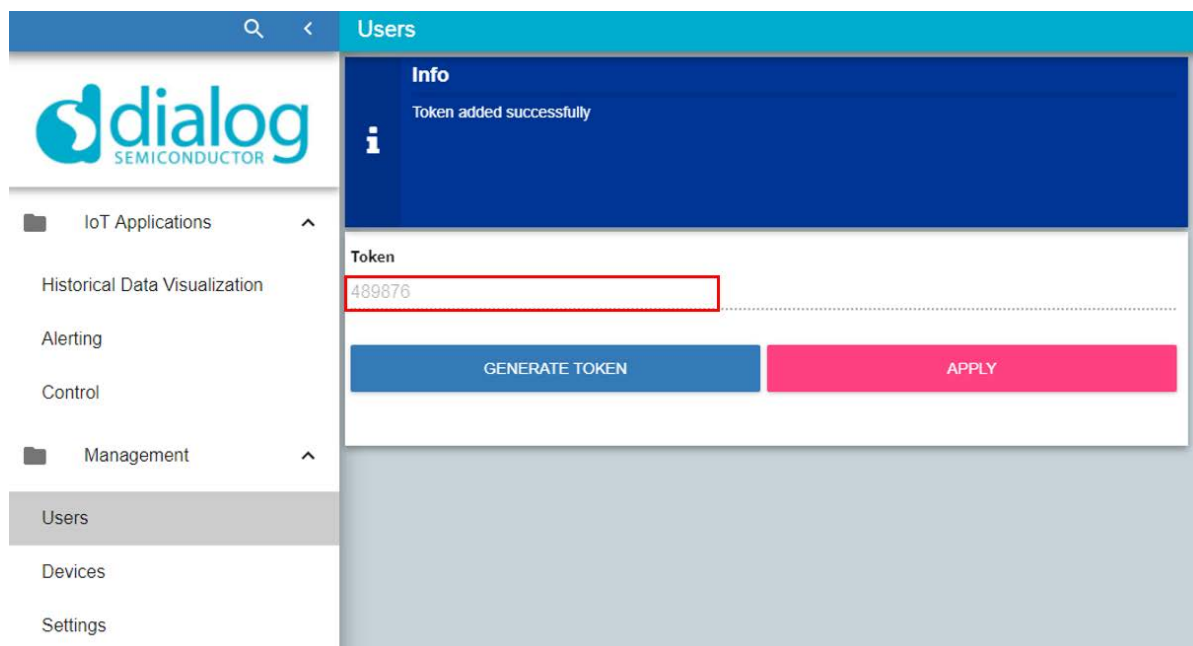 Users
dialog
SEMICONDUCTOR
Info
Token added successfully
IoT Applications
Historical Data Visualization
Alerting
Control
Management
Users
Devices
Settings
Token
489876
GENERATE TOKEN
APPLY